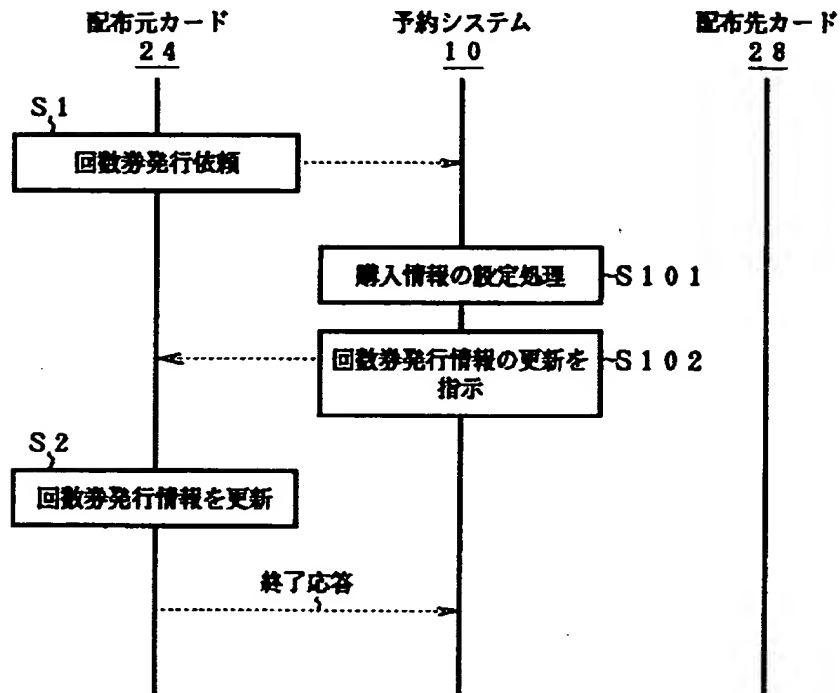 配布元カード
２４
予約システム
１０
配布先カード
２８
Ｓ１
回数券発行依頼
購入情報の設定処理
Ｓ１０１
回数券発行情報の更新を
指示
Ｓ１０２
Ｓ２
回数券発行情報を更新
終了応答